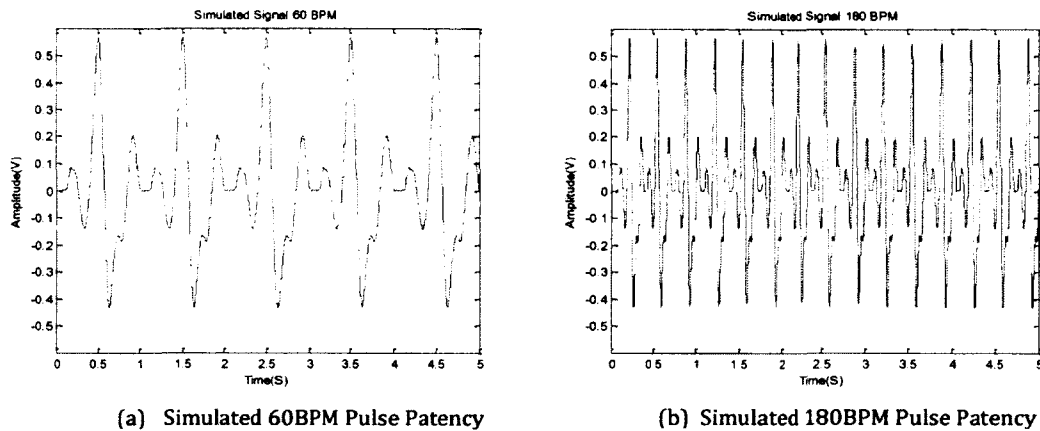 Simulated Signal 60 BPM
0.5
0.4
0.3
0.2
0.1
0
-0.1
-0.2
-0.3
-0.4
-0.5
Amplitude(V)
0 0.5 1 1.5 2 2.5 3 3.5 4 4.5 5
Time(S)
(a) Simulated 60BPM Pulse Patency
Simulated Signal 180 BPM
0.5
0.4
0.3
0.2
0.1
0
-0.1
-0.2
-0.3
-0.4
-0.5
Amplitude(V)
0 0.5 1 1.5 2 2.5 3 3.5 4 4.5 5
Time(S)
(b) Simulated 180BPM Pulse Patency